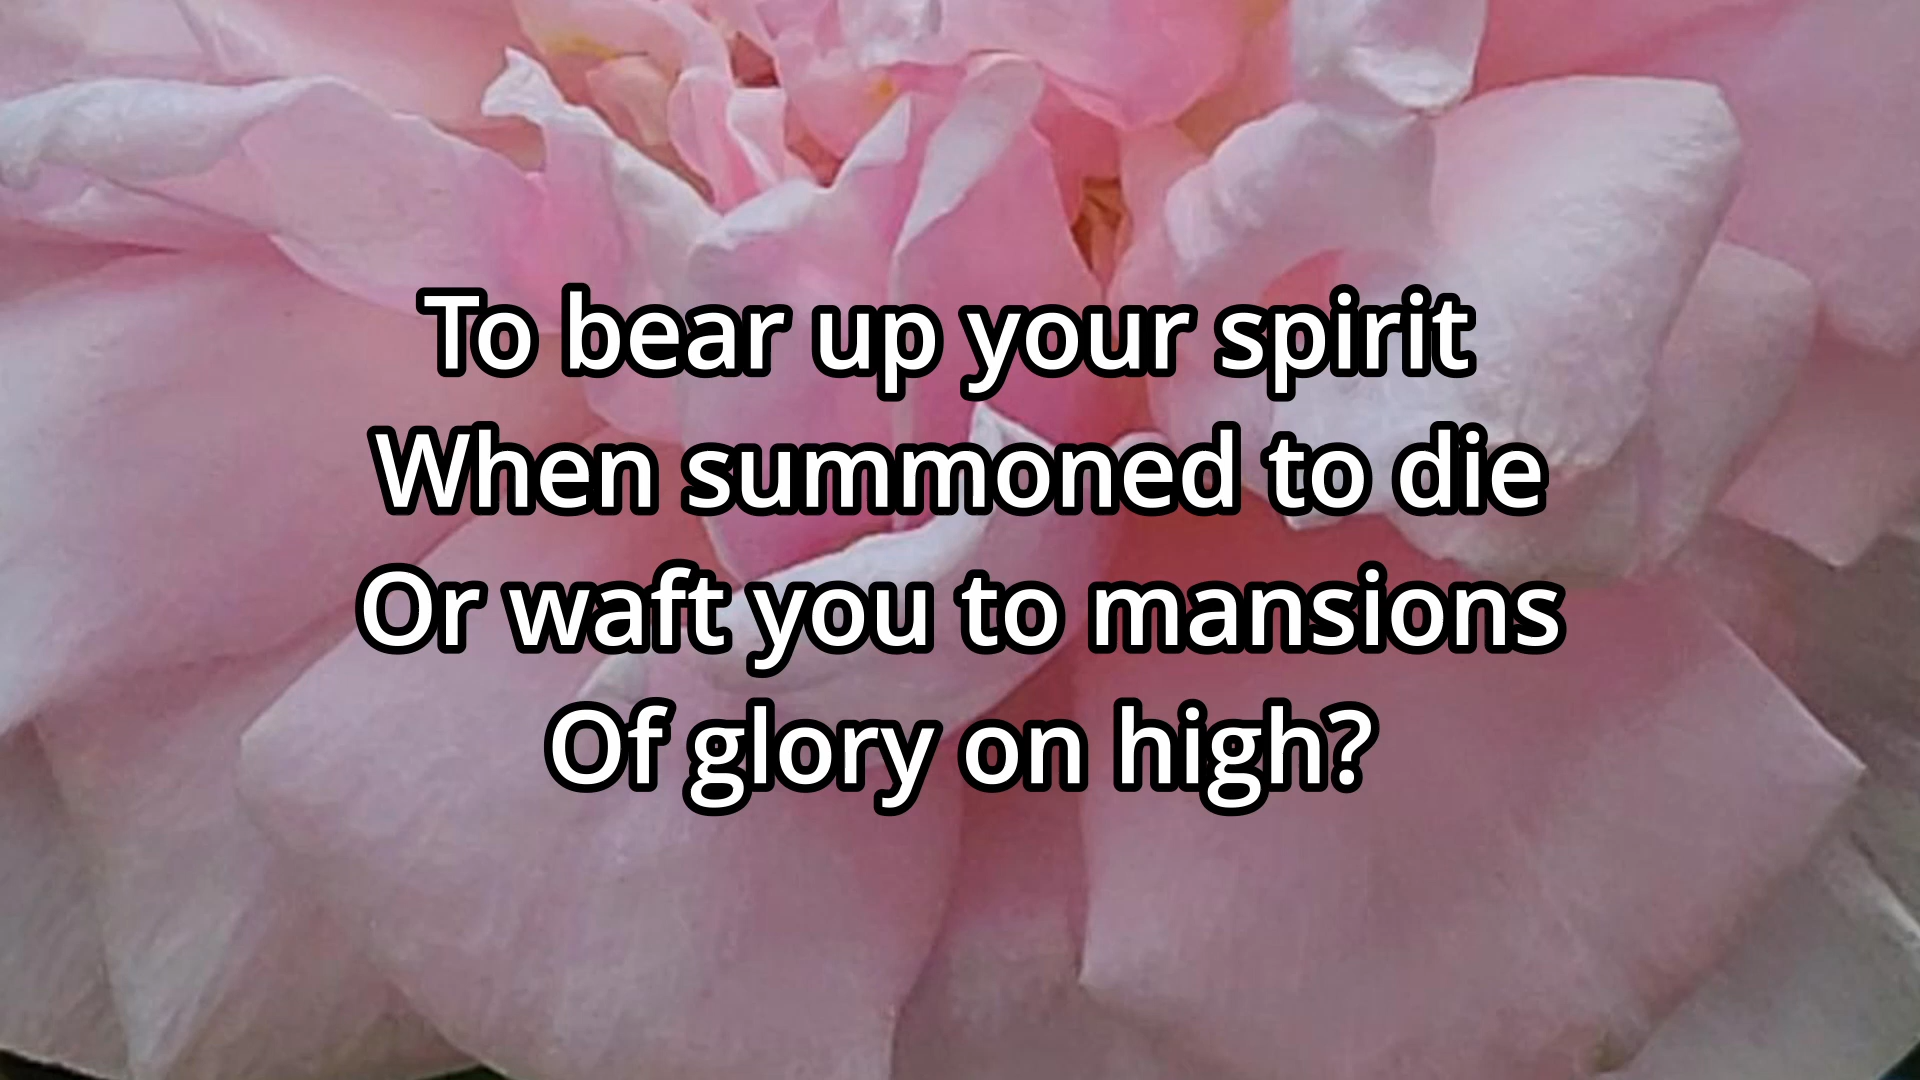 To bear up your spirit
When summoned to die
Or waft you to mansions
Of glory on high?